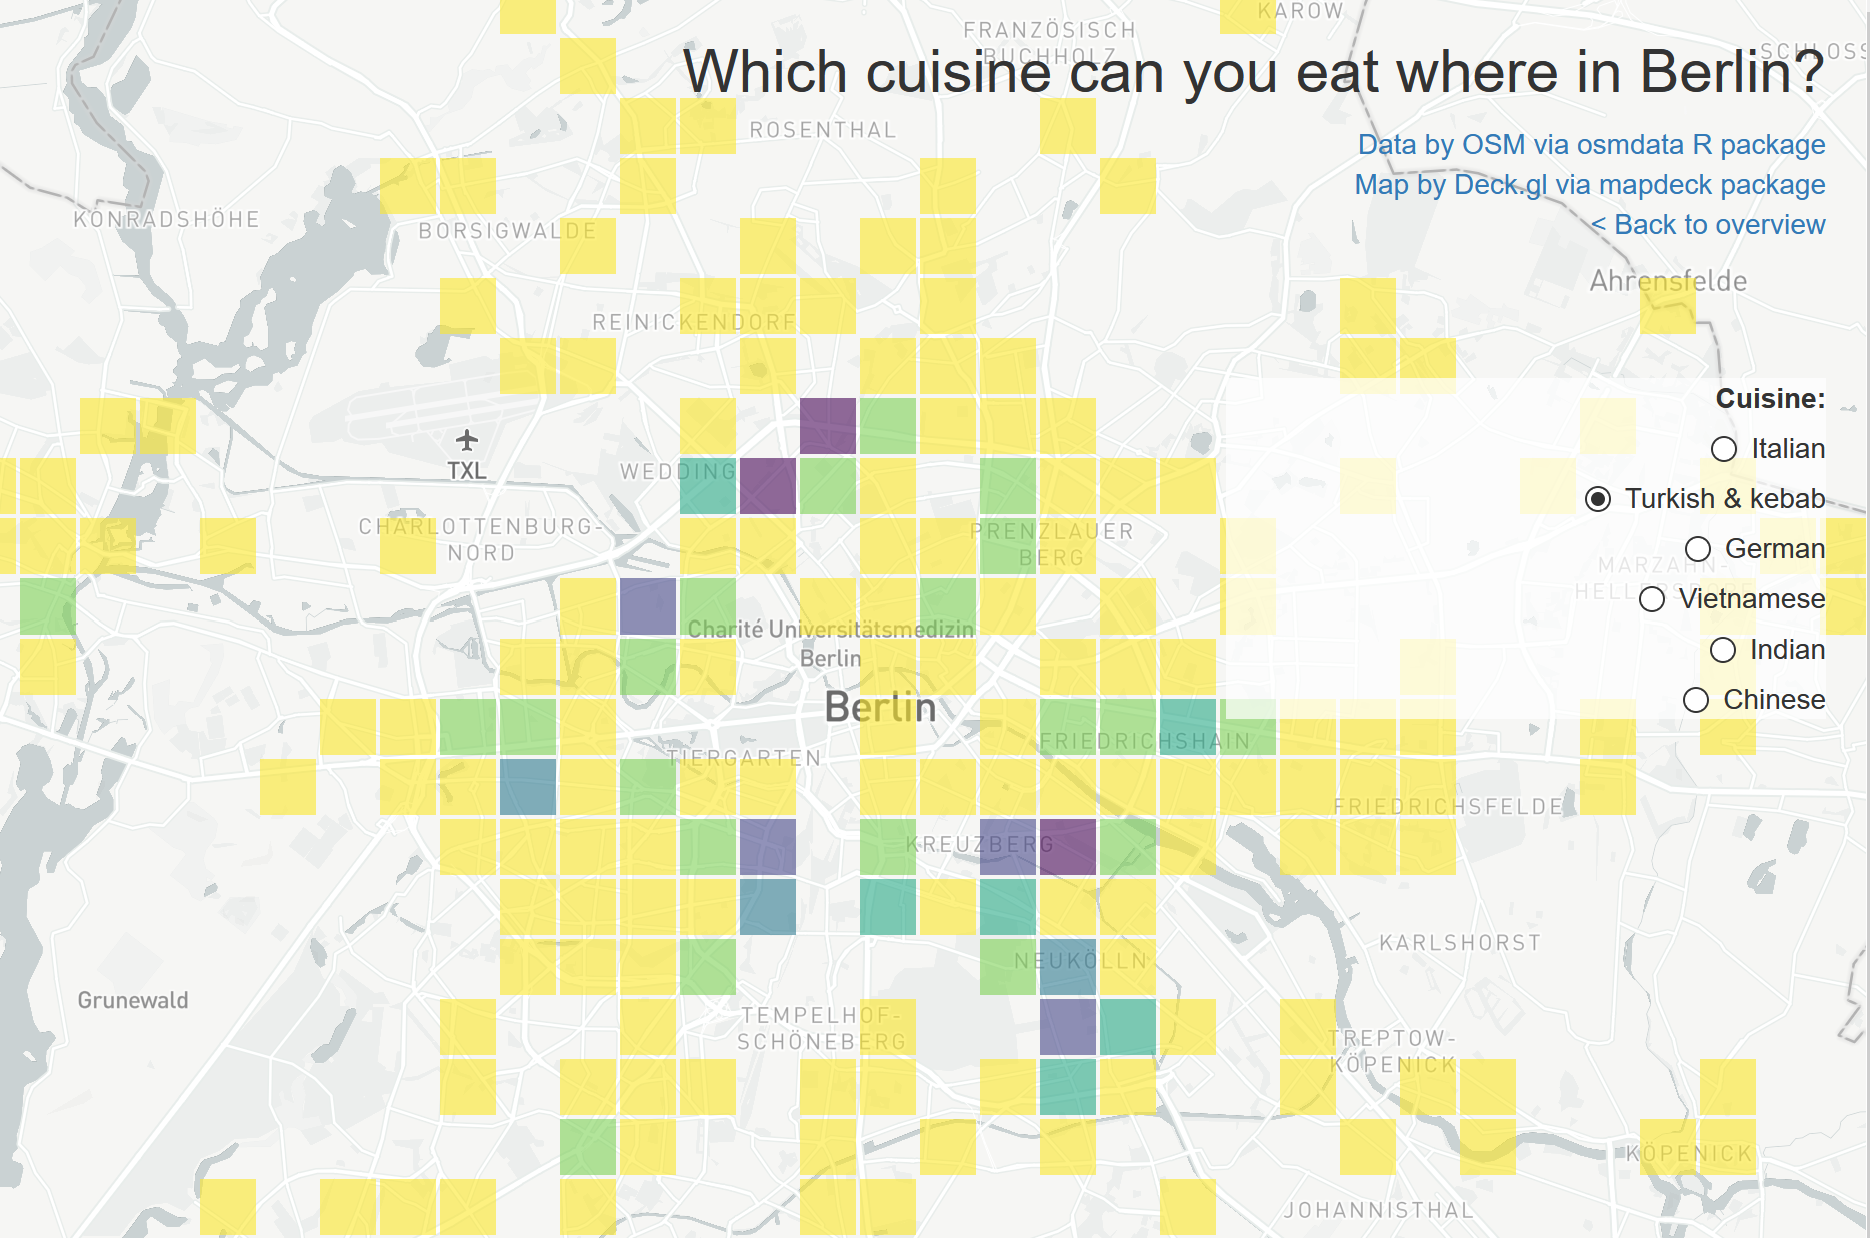 KAROW
FRANZÖSISCH
BUCHHOLZ
SCHLOSS
Which cuisine can you eat where in Berlin?
ROSENTHAL
Data by OSM via osmdata R package
Map by Deck.gl via mapdeck package
< Back to overview
KONRADSHÖHE
BORSIGWALDE
Ahrensfelde
REINICKENDORF
Cuisine:
Italian
Turkish & kebab
German
Vietnamese
Indian
Chinese
TXL
WEDDING
CHARLOTTENBURG-
NORD
PRENZLAUER
BERG
MARZAHN-
HELLERSDORF
Charité Universitätsmedizin
Berlin
Berlin
FRIEDRICHSHAIN
TIERGARTEN
FRIEDRICHSFELDE
KREUZBERG
KARLSHORST
NEUKÖLLN
Grunewald
TEMPELHOF-
SCHÖNEBERG
TREPTOW-
KÖPENICK
KÖPENICK
JOHANNISTHAL